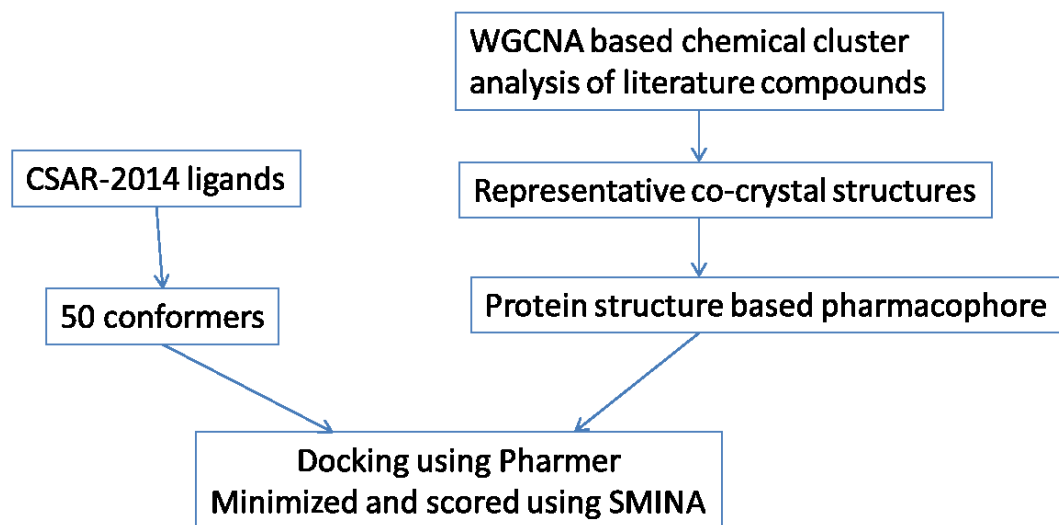 WGCNA based chemical cluster
analysis of literature compounds
CSAR-2014 ligands
Representative co-crystal structures
50 conformers
Protein structure based pharmacophore
Docking using Pharmer
Minimized and scored using SMINA